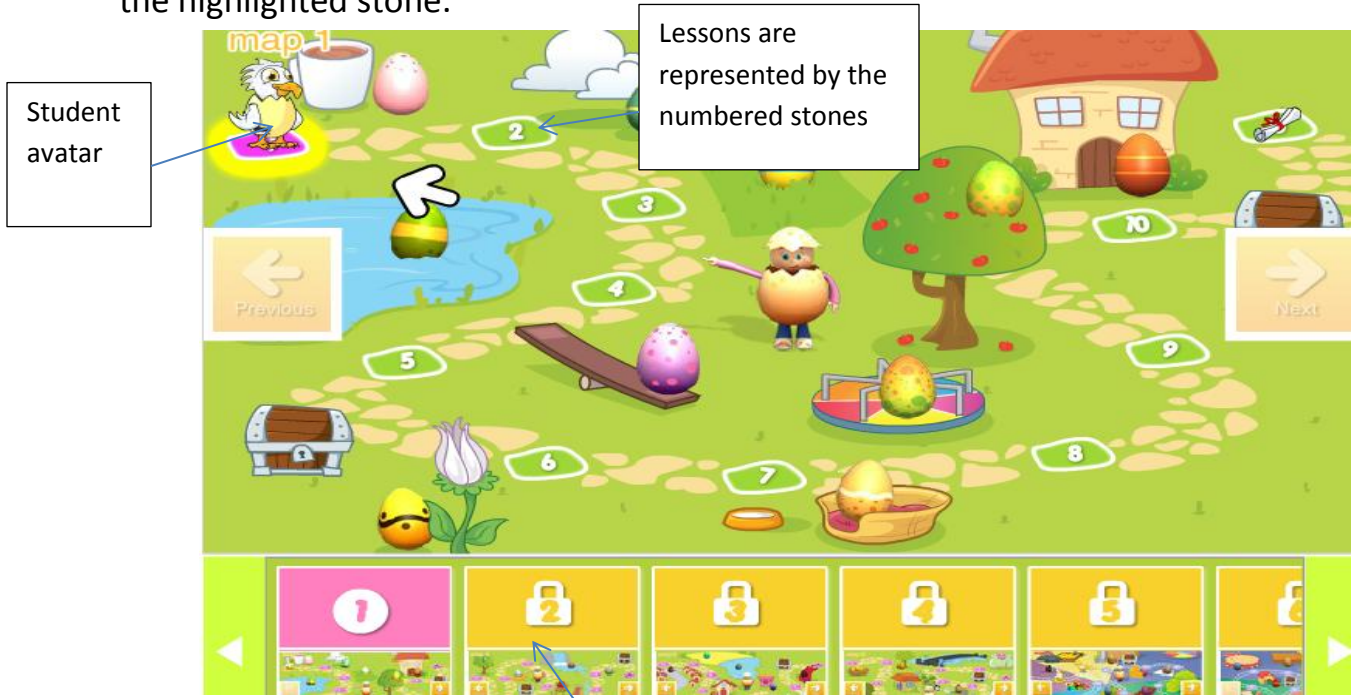 the highlighted stone.
map 1
Lessons are
represented by the
numbered stones
Student
avatar
2
3
10
Previous
Next
4
5
9
6
7
8
1
2
3
4
5
6